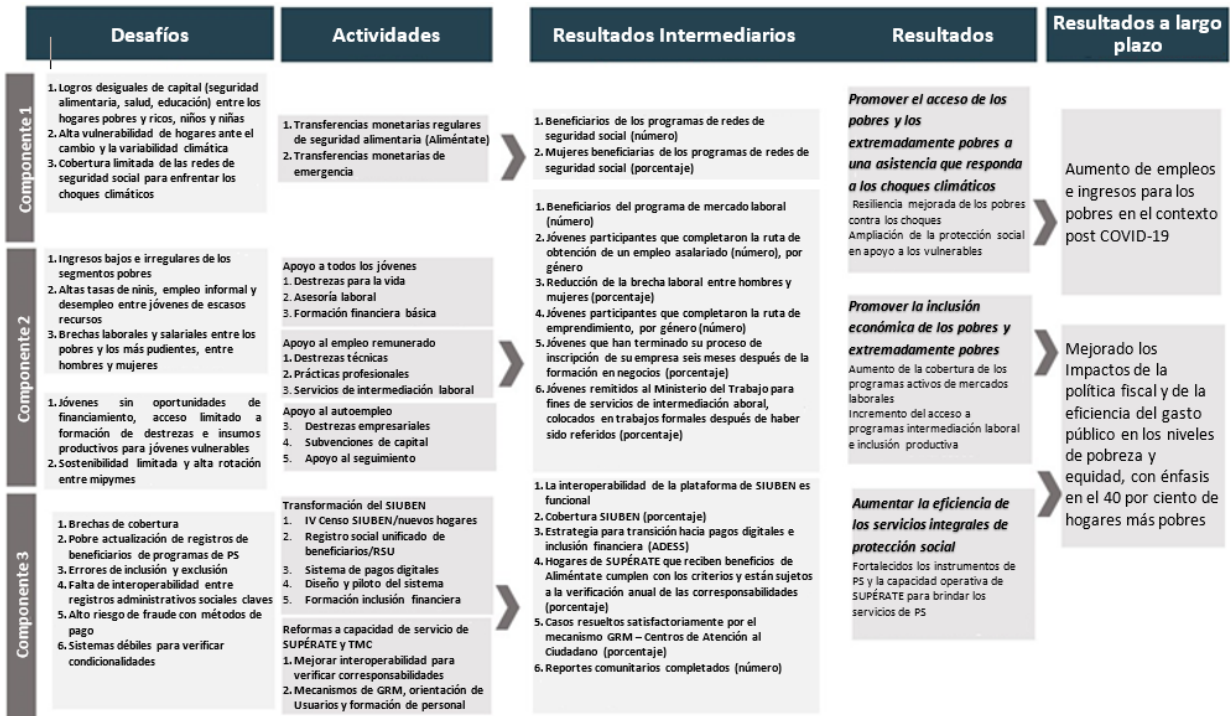 Desafíos
Actividades
Resultados Intermediarios
Resultados
Resultados a largo
plazo
Componente 1
1. Logros desiguales de capital (seguridad
alimentaria, salud, educación) entre los
hogares pobres y ricos, niños y niñas
2. Alta vulnerabilidad de hogares ante el
cambio y la variabilidad climática
3. Cobertura limitada de las redes de
seguridad social para enfrentar los
choques climáticos
1. Transferencias monetarias regulares
de seguridad alimentaria (Aliméntate)
2. Transferencias monetarias de
emergencia
1. Beneficiarios de los programas de redes de
seguridad social (número)
2. Mujeres beneficiarias de los programas de redes de
seguridad social (porcentaje)
Promover el acceso de los
pobres y los
extremadamente pobres a
una asistencia que responda
a los choques climáticos
Resiliencia mejorada de los pobres
contra los choques
Ampliación de la protección social
en apoyo a los vulnerables
Aumento de empleos
e ingresos para los
pobres en el contexto
post COVID-19
Componente 2
1. Ingresos bajos e irregulares de los
segmentos pobres
2. Altas tasas de ninis, empleo informal y
desempleo entre jóvenes de escasos
recursos
3. Brechas laborales y salariales entre los
pobres y los más pudientes, entre
hombres y mujeres
1. Jóvenes sin oportunidades de
financiamiento, acceso limitado a
formación de destrezas e insumos
productivos para jóvenes vulnerables
2. Sostenibilidad limitada y alta rotación
entre mipymes
Apoyo a todos los jóvenes
1. Destrezas para la vida
2. Asesoría laboral
3. Formación financiera básica
Apoyo al empleo remunerado
1. Destrezas técnicas
2. Prácticas profesionales
3. Servicios de intermediación laboral
Apoyo al autoempleo
3. Destrezas empresariales
4. Subvenciones de capital
5. Apoyo al seguimiento
1. Beneficiarios del programa de mercado laboral
(número)
2. Jóvenes participantes que completaron la ruta de
obtención de un empleo asalariado (número), por
género
3. Reducción de la brecha laboral entre hombres y
mujeres (porcentaje)
4. Jóvenes participantes que completaron la ruta de
emprendimiento, por género (número)
5. Jóvenes que han terminado su proceso de
inscripción de su empresa seis meses después de la
formación en negocios (porcentaje)
6. Jóvenes remitidos al Ministerio del Trabajo para
fines de servicios de intermediación aboral,
colocados en trabajos formales después de haber
sido referidos (porcentaje)
Promover la inclusión
económica de los pobres y
extremadamente pobres
Aumento de la cobertura de los
programas activos de mercados
laborales
Incremento del acceso a
programas intermediación laboral
e inclusión productiva
Mejorado los
Impactos de la
política fiscal y de la
eficiencia del gasto
público en los niveles
de pobreza y
equidad, con énfasis
en el 40 por ciento de
hogares más pobres
Componente 3
1. Brechas de cobertura
2. Pobre actualización de registros de
beneficiarios de programas de PS
3. Errores de inclusión y exclusión
4. Falta de interoperabilidad entre
registros administrativos sociales claves
5. Alto riesgo de fraude con métodos de
pago
6. Sistemas débiles para verificar
condicionalidades
Transformación del SIUBEN
1. IV Censo SIUBEN/nuevos hogares
2. Registro social unificado de
beneficiarios/RSU
3. Sistema de pagos digitales
4. Diseño y piloto del sistema
5. Formación inclusión financiera
Reformas a capacidad de servicio de
SUPÉRATE y TMC
1. Mejorar interoperabilidad para
verificar corresponsabilidades
2. Mecanismos de GRM, orientación de
Usuarios y formación de personal
1. La interoperabilidad de la plataforma de SIUBEN es
funcional
2. Cobertura SIUBEN (porcentaje)
3. Estrategia para transición hacia pagos digitales e
inclusión financiera (ADESS)
4. Hogares de SUPÉRATE que reciben beneficios de
Aliméntate cumplen con los criterios y están sujetos
a la verificación anual de las corresponsabilidades
(porcentaje)
5. Casos resueltos satisfactoriamente por el
mecanismo GRM – Centros de Atención al
Ciudadano (porcentaje)
6. Reportes comunitarios completados (número)
Aumentar la eficiencia de
los servicios integrales de
protección social
Fortalecidos los instrumentos de
PS y la capacidad operativa de
SUPÉRATE para brindar los
servicios de PS